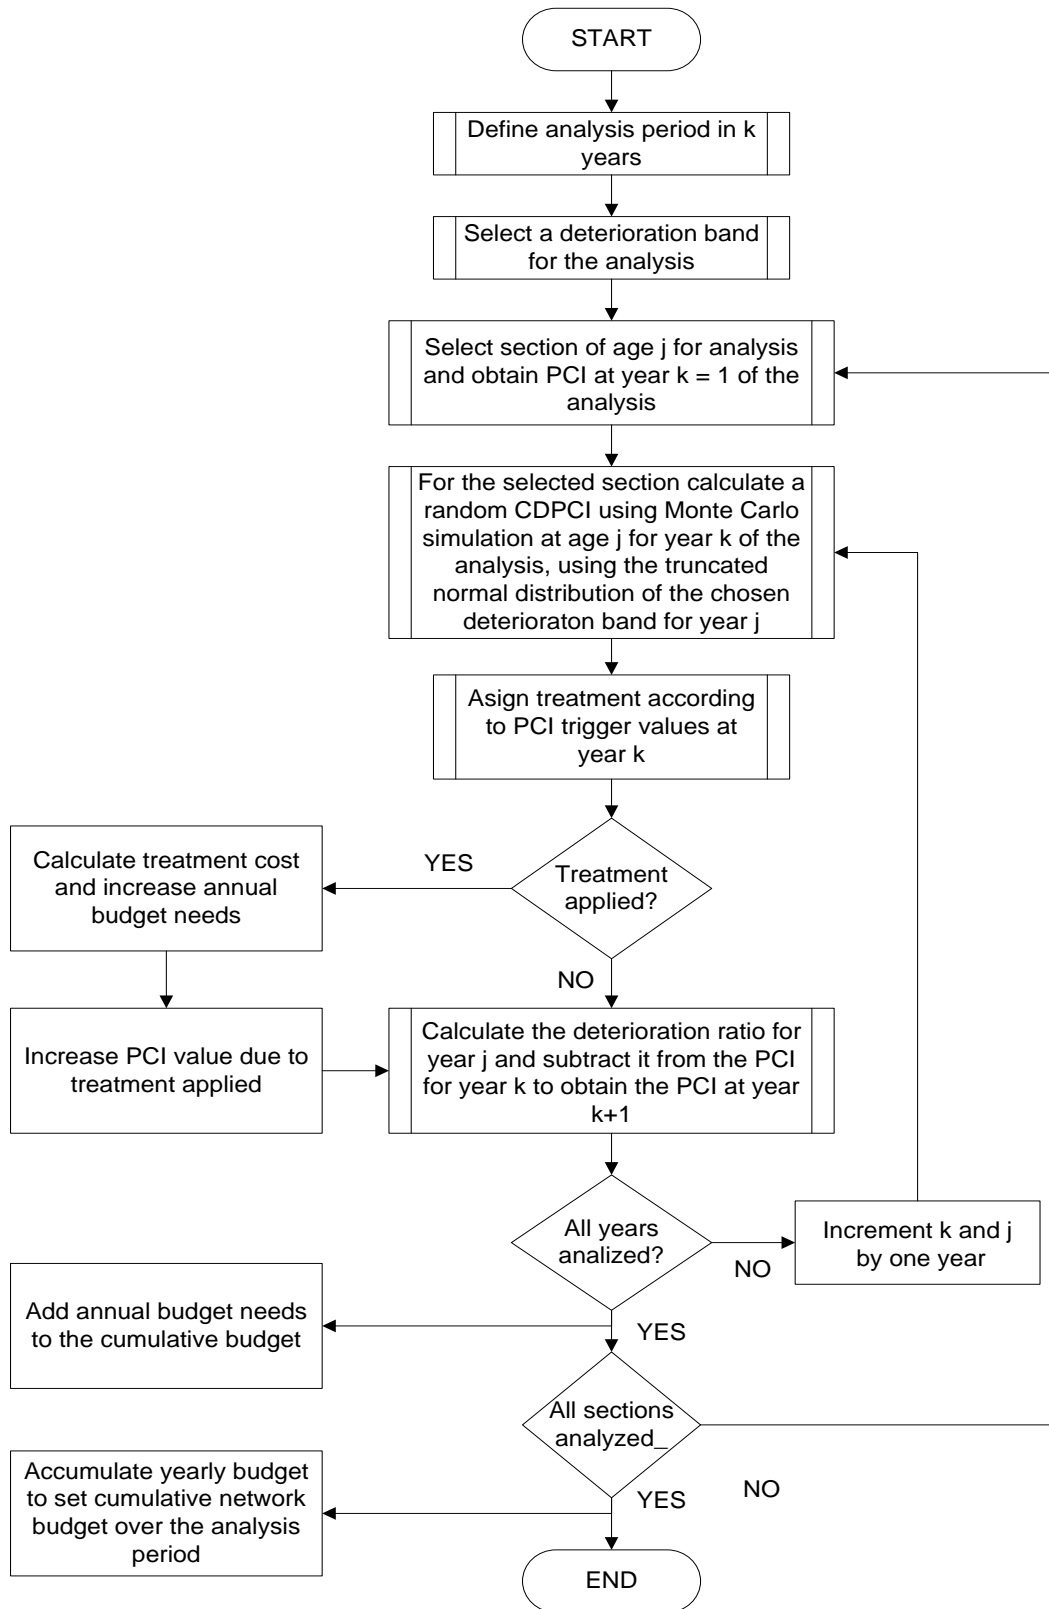 START
Define analysis period in k
years
Select a deterioration band
for the analysis
Select section of age j for analysis
and obtain PCI at year k = 1 of the
analysis
For the selected section calculate a
random CDPCI using Monte Carlo
simulation at age j for year k of the
analysis, using the truncated
normal distribution of the chosen
deterioraton band for year j
Asign treatment according
to PCI trigger values at
year k
Treatment
applied?
YES
Calculate treatment cost
and increase annual
budget needs
NO
Increase PCI value due to
treatment applied
Calculate the deterioration ratio for
year j and subtract it from the PCI
for year k to obtain the PCI at year
k+1
All years
analized?
NO
Increment k and j
by one year
YES
Add annual budget needs
to the cumulative budget
All sections
analyzed_
NO
YES
Accumulate yearly budget
to set cumulative network
budget over the analysis
period
END